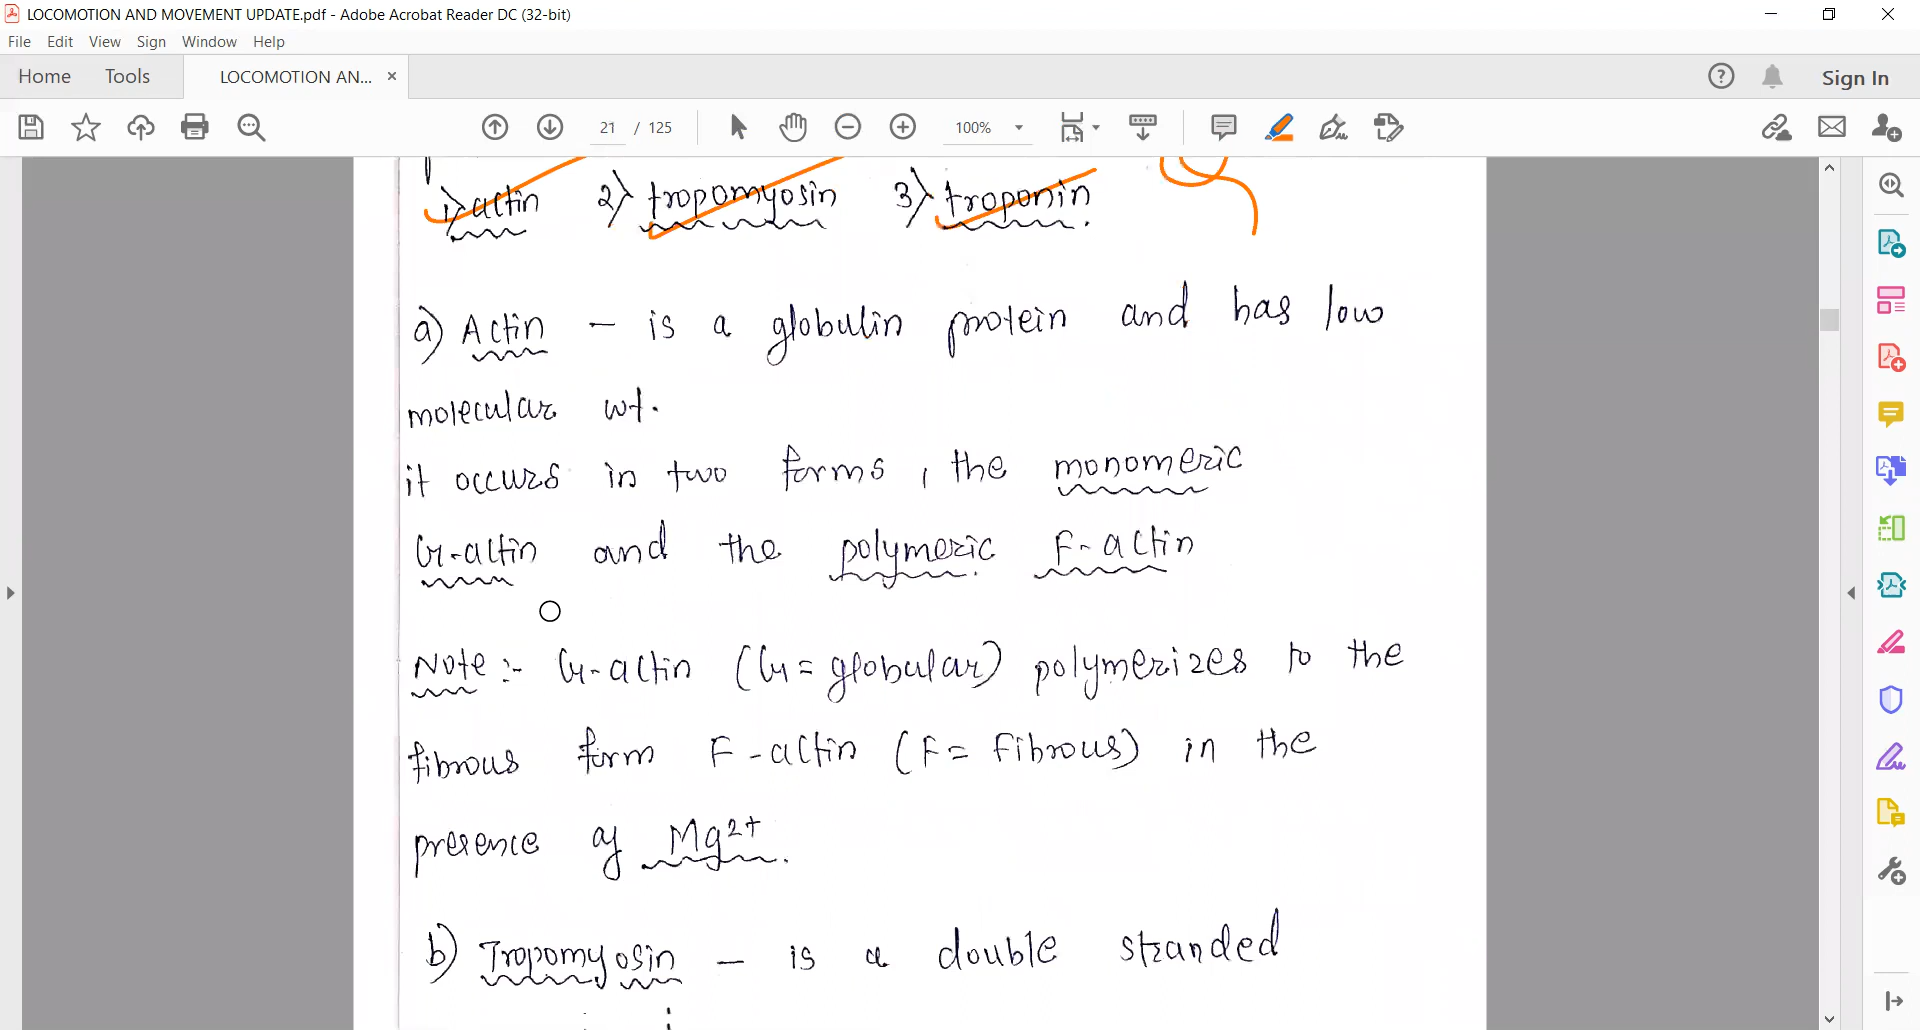 LOCOMOTION AND MOVEMENT UPDATE.pdf - Adobe Acrobat Reader DC (32-bit)
File Edit View Sign Window Help
Home Tools LOCOMOTION AN... × Sign In
21 / 125 100%
1) actin 2) tropomyosin 3) troponin.
a) Actin - is a globulin protein and has low
molecular wt.
it occurs in two forms, the monomeric
G-actin and the polymeric F-actin
Note:- G-actin (G = globular) polymerizes to the
fibrous form F-actin (F = Fibrous) in the
presence of Mg2+.
b) Tropomyosin - is a double stranded